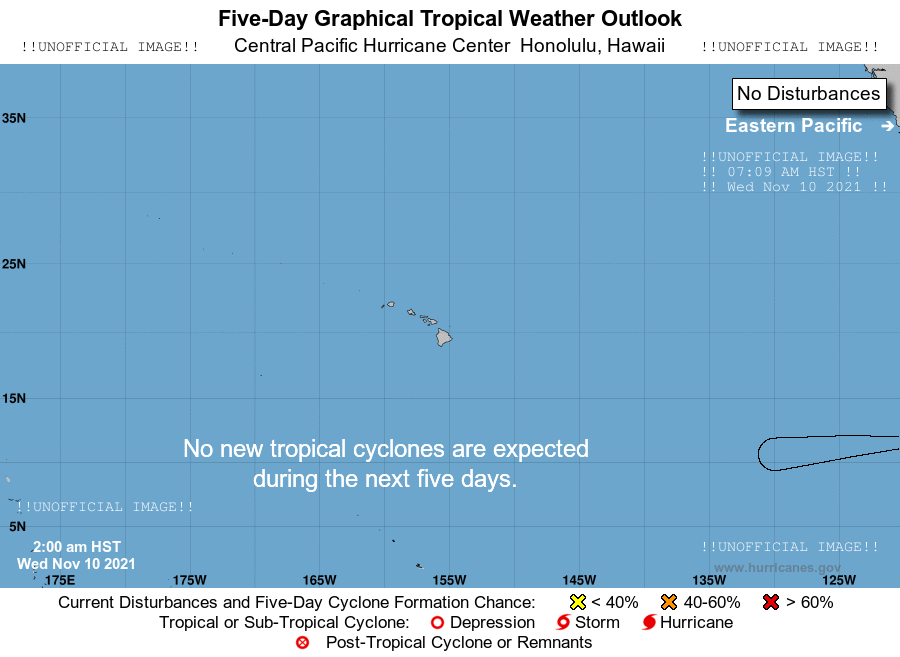 Five-Day Graphical Tropical Weather Outlook
!!UNOFFICIAL IMAGE!! Central Pacific Hurricane Center Honolulu, Hawaii !!UNOFFICIAL IMAGE!!
No Disturbances
35N
Eastern Pacific
!!UNOFFICIAL IMAGE!!
!! 07:09 AM HST !!
!! Wed Nov 10 2021 !!
25N
15N
No new tropical cyclones are expected
during the next five days.
!!UNOFFICIAL IMAGE!!
5N
2:00 am HST
!!UNOFFICIAL IMAGE!!
Wed Nov 10 2021
www.hurricanes.gov
175E 175W 165W 155W 145W 135W 125W
Current Disturbances and Five-Day Cyclone Formation Chance: < 40% 40-60% > 60%
Tropical or Sub-Tropical Cyclone: Depression Storm Hurricane
Post-Tropical Cyclone or Remnants